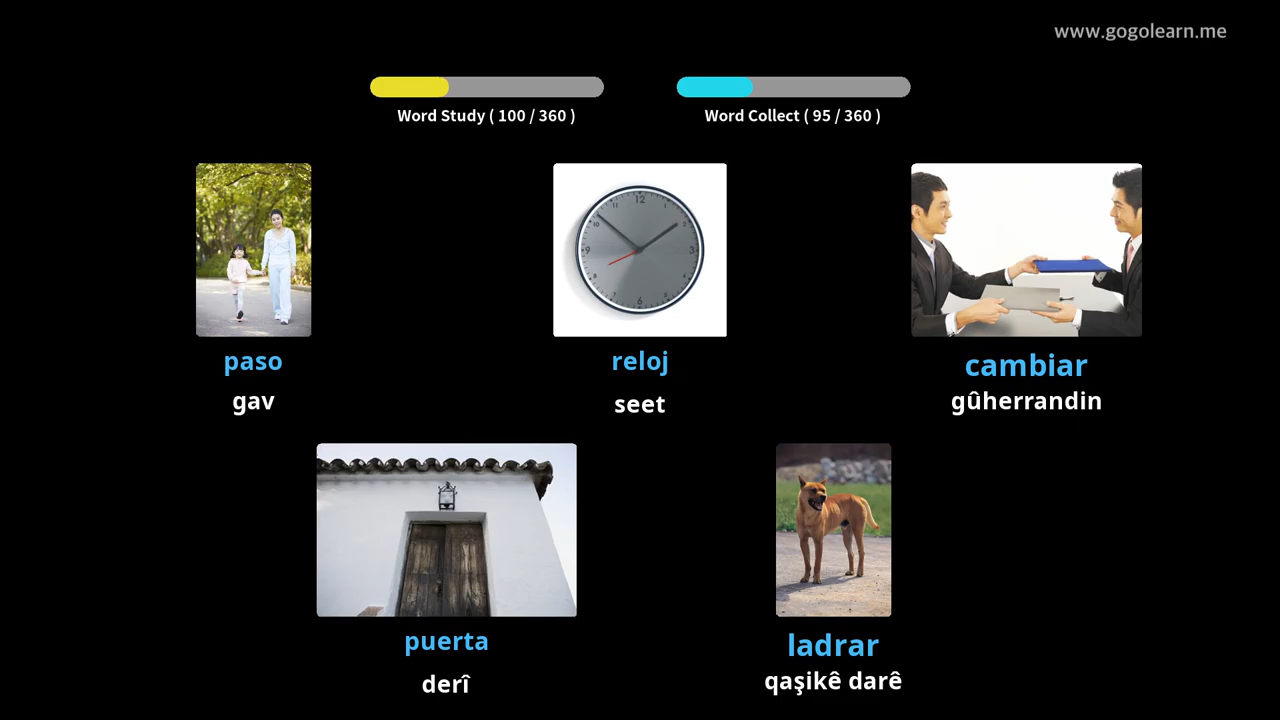 www.gogolearn.me
Word Study ( 100 / 360 )
Word Collect ( 95 / 360 )
paso
gav
reloj
seet
cambiar
gûherrandin
puerta
derî
ladrar
qaşikê darê